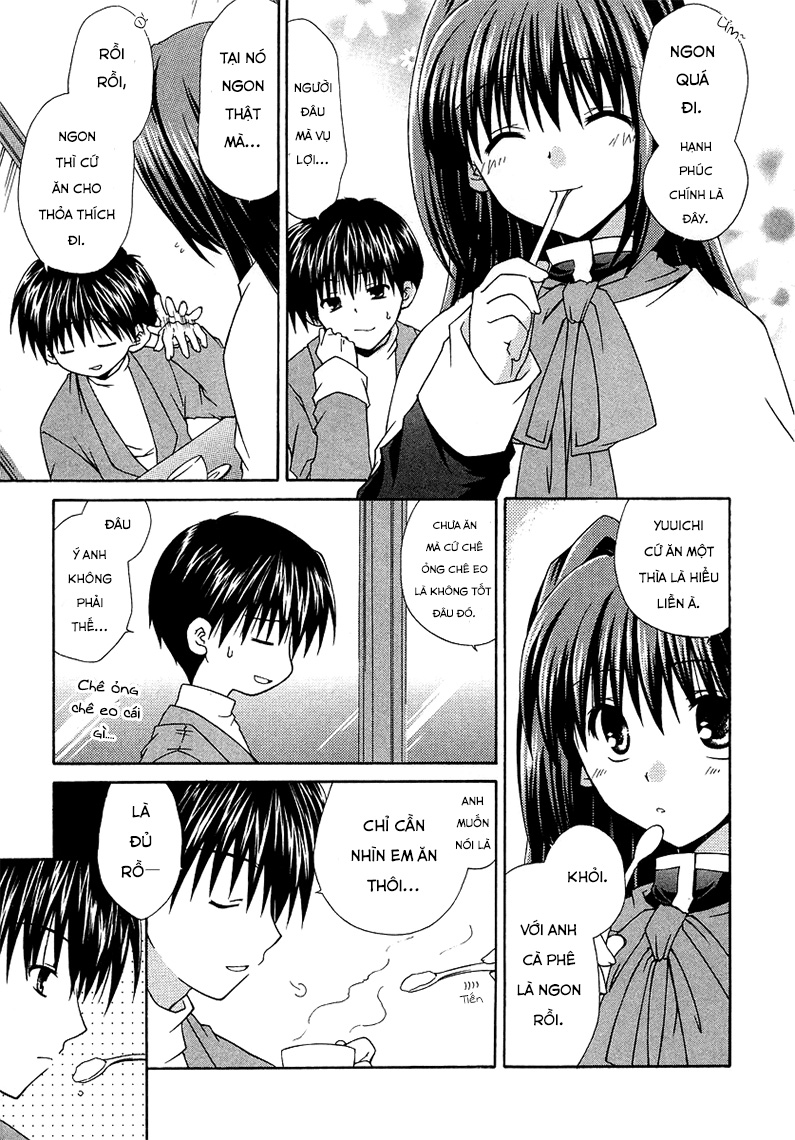 Ừm~
NGON
QUÁ
ĐI.
HẠNH
PHÚC
CHÍNH LÀ
ĐÂY.
NGƯỜI
ĐÂU
MÀ VỤ
LỢI...
TẠI NÓ
NGON
THẬT
MÀ...
RỒI
RỒI,
NGON
THÌ CỨ
ĂN CHO
THỎA THÍCH
ĐI.
YUUICHI
CỨ ĂN MỘT
THÌA LÀ HIỂU
LIỀN À.
KHỎI.
VỚI ANH
CÀ PHÊ
LÀ NGON
RỒI.
CHƯA ĂN
MÀ CỨ CHÊ
ỎNG CHÊ EO
LÀ KHÔNG TỐT
ĐÂU ĐÓ.
ĐÂU
Ý ANH
KHÔNG
PHẢI
THẾ...
Chê ỏng
chê eo cái
gì....
ANH
MUỐN
NÓI LÀ
CHỈ CẦN
NHÌN EM ĂN
THÔI...
Tiến
LÀ
ĐỦ
RỒ—